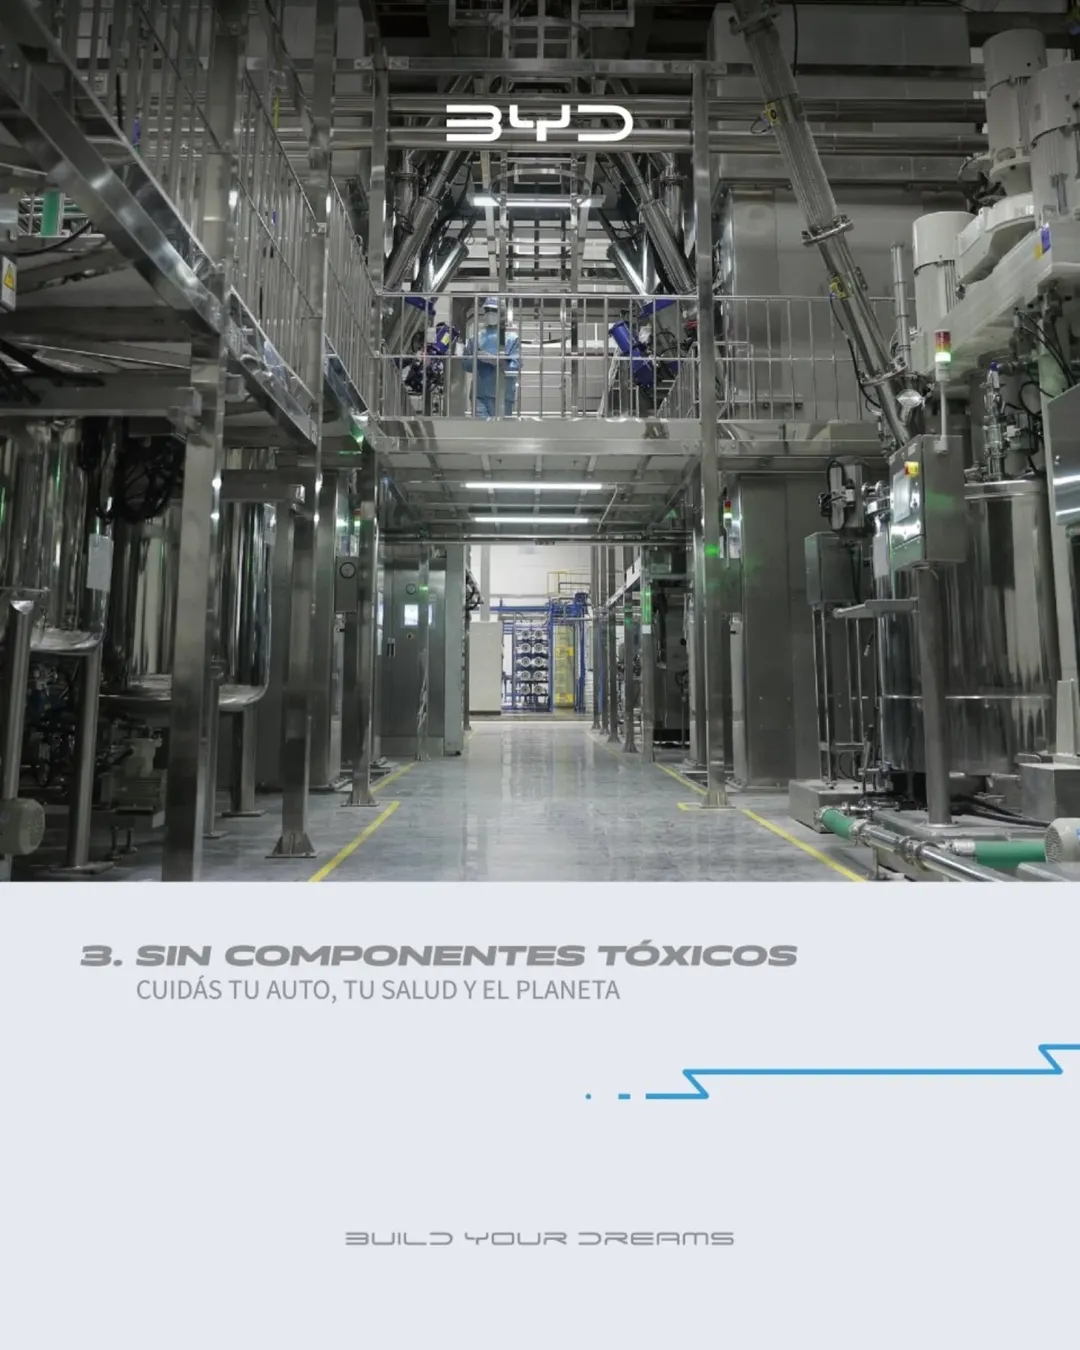 BYD
3. SIN COMPONENTES TÓXICOS
CUIDÁS TU AUTO, TU SALUD Y EL PLANETA
BUILD YOUR DREAMS